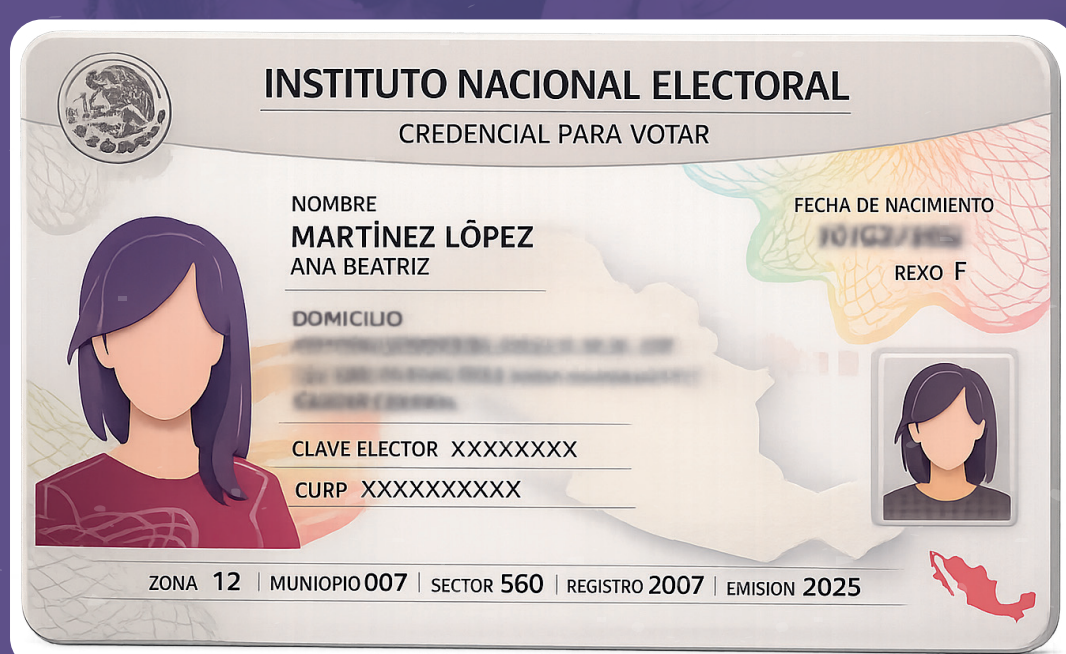 INSTITUTO NACIONAL ELECTORAL
CREDENCIAL PARA VOTAR
NOMBRE
MARTİNEZ LÔPEZ
ANA BEATRIZ
FECHA DE NACIMIENTO
REXO F
DOMICILIO
CLAVE ELECTOR XXXXXXXX
CURP XXXXXXXXXX
ZONA 12 | MUNIOPIO 007 | SECTOR 560 | REGISTRO 2007 | EMISION 2025